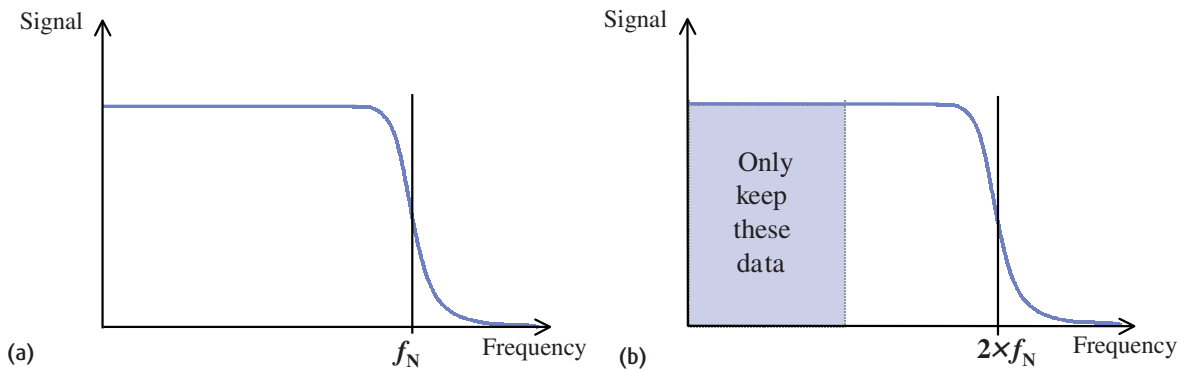 Signal
(a)
f_N
Frequency
Signal
Only
keep
these
data
(b)
2×f_N
Frequency